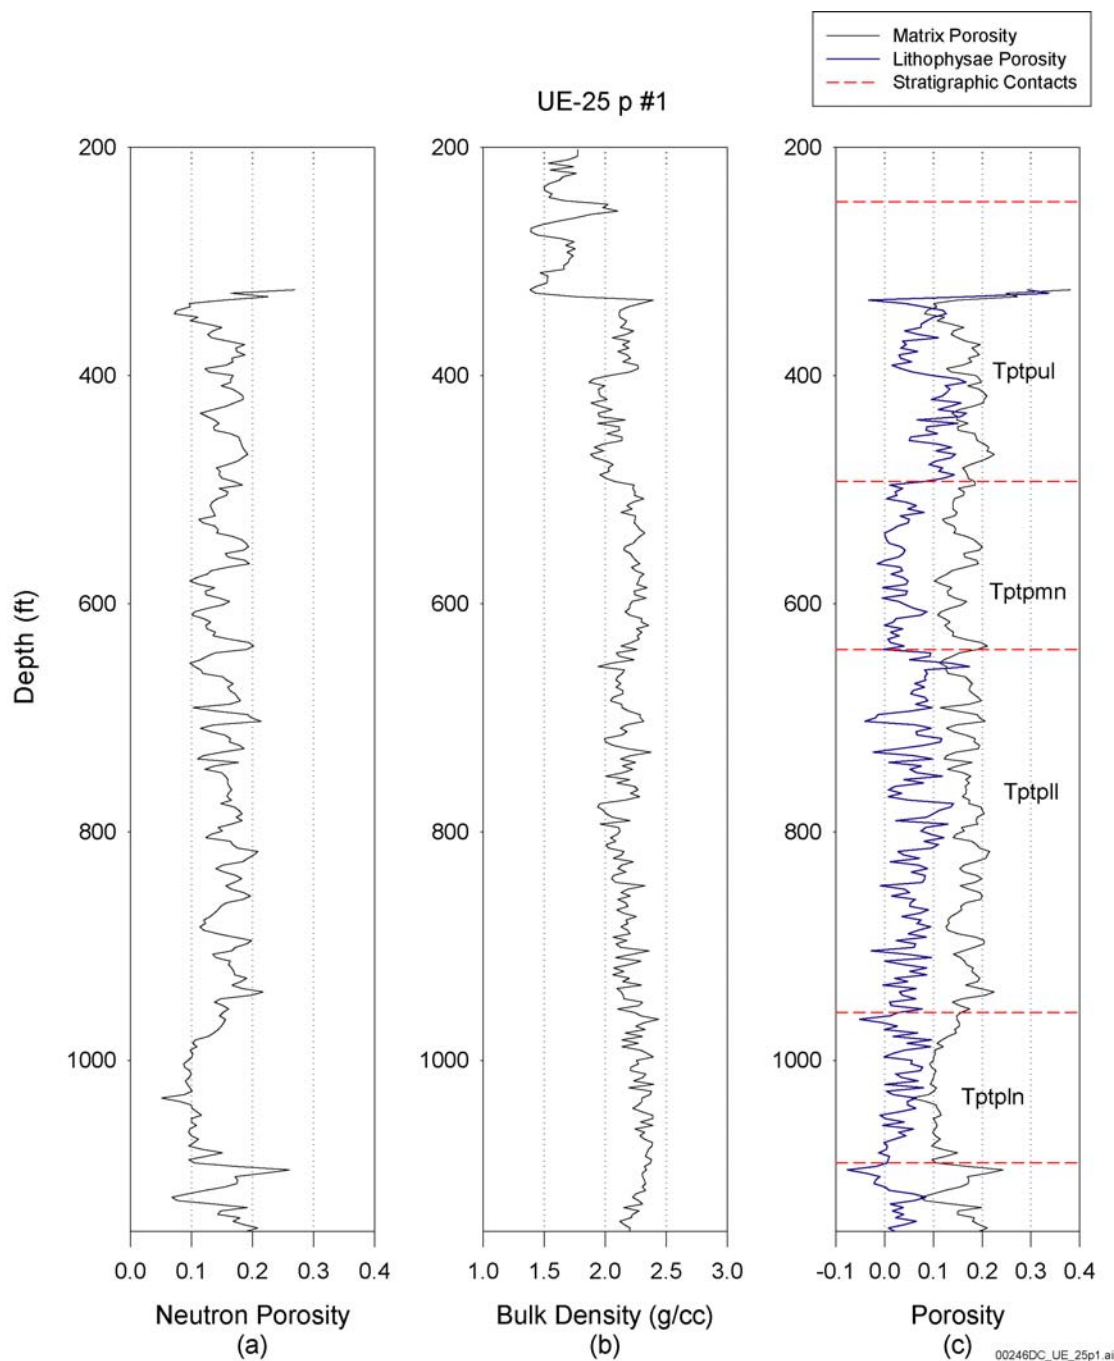 Matrix Porosity
Lithophysae Porosity
Stratigraphic Contacts
UE-25 p #1
200 200 200
400 400 400
600 600 600
800 800 800
1000 1000 1000
Depth (ft)
Tptpul
Tptpmn
Tptpll
Tptpln
0.0 0.1 0.2 0.3 0.4
Neutron Porosity
(a)
1.0 1.5 2.0 2.5 3.0
Bulk Density (g/cc)
(b)
-0.1 0.0 0.1 0.2 0.3 0.4
Porosity
(c)
00246DC_UE_25p1.ai